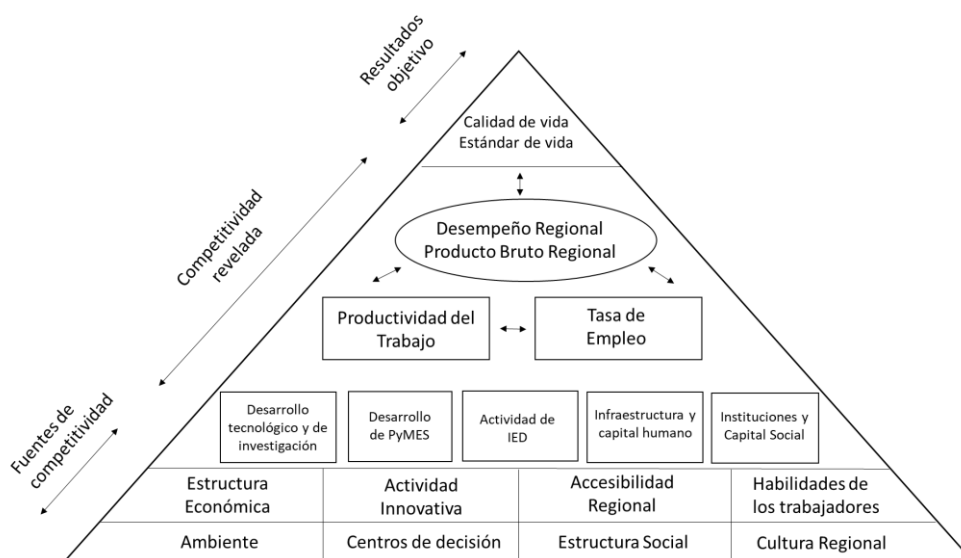 Resultados
objetivo
Calidad de vida
Estándar de vida
Competitividad
revelada
Desempeño Regional
Producto Bruto Regional
Productividad del
Trabajo
Tasa de
Empleo
Fuentes de
competitividad
Desarrollo
tecnológico y de
investigación
Desarrollo
de PyMES
Actividad de
IED
Infraestructura y
capital humano
Instituciones y
Capital Social
Estructura
Económica
Actividad
Innovativa
Accesibilidad
Regional
Habilidades de
los trabajadores
Ambiente
Centros de decisión
Estructura Social
Cultura Regional